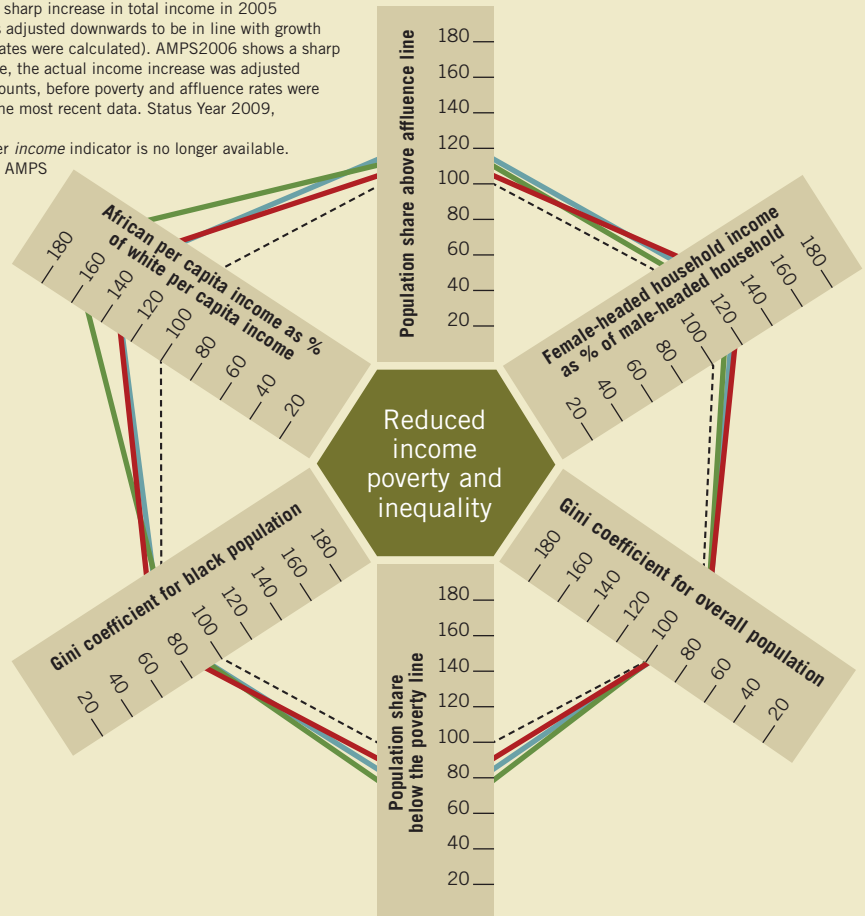 sharp increase in total income in 2005
adjusted downwards to be in line with growth
ates were calculated). AMPS2006 shows a sharp
e, the actual income increase was adjusted
ounts, before poverty and affluence rates were
ne most recent data. Status Year 2009,
er income indicator is no longer available.
AMPS
Population share above affluence line
180
160
140
120
100
80
60
40
20
African per capita income as %
of white per capita income
180
160
140
120
100
80
60
40
20
Female-headed household income
as % of male-headed household
180
160
140
120
100
80
60
40
20
Reduced
income
poverty and
inequality
Gini coefficient for black population
20
40
60
80
100
120
140
160
180
Gini coefficient for overall population
180
160
140
120
100
80
60
40
20
Population share
below the poverty line
180
160
140
120
100
80
60
40
20